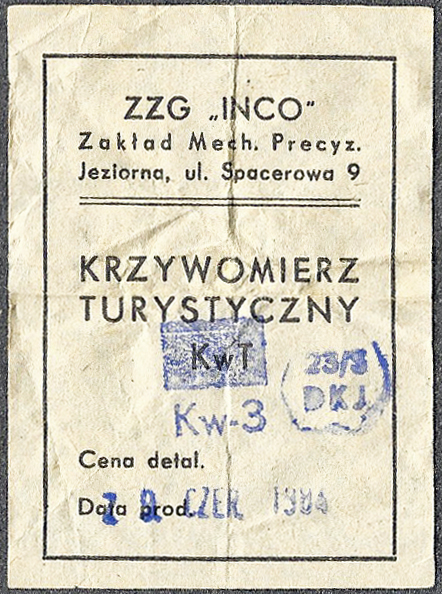 ZZG „INCO”
Zakład Mech. Precyz.
Jeziorna, ul. Spacerowa 9
KRZYWOMIERZ
TURYSTYCZNY
KwT
23/3
DKJ
Kw-3
Cena detal.
Data prod. CZER